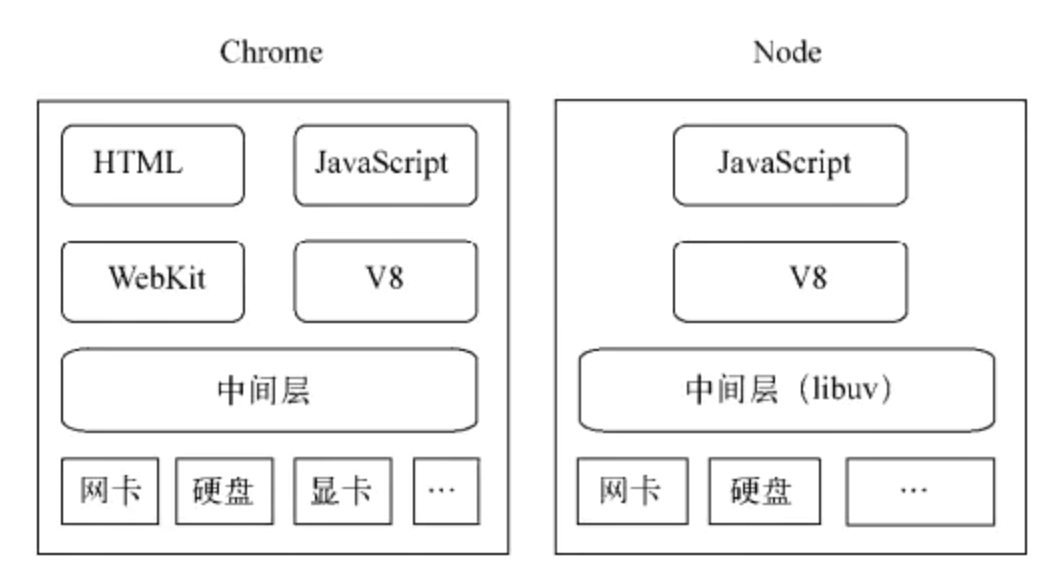 Chrome
HTML
JavaScript
WebKit
V8
中间层
网卡
硬盘
显卡
…
Node
JavaScript
V8
中间层（libuv）
网卡
硬盘
…